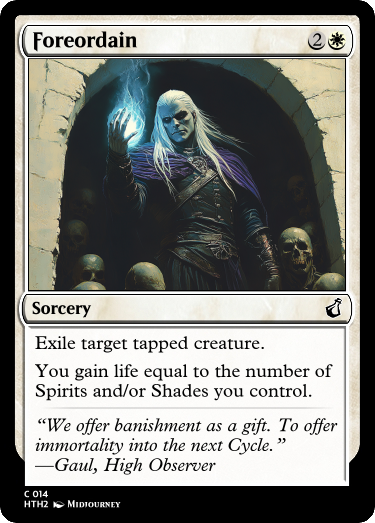 Foreordain 2
Sorcery
Exile target tapped creature.
You gain life equal to the number of
Spirits and/or Shades you control.
“We offer banishment as a gift. To offer
immortality into the next Cycle.”
—Gaul, High Observer
C 014
HTH2 Midjourney